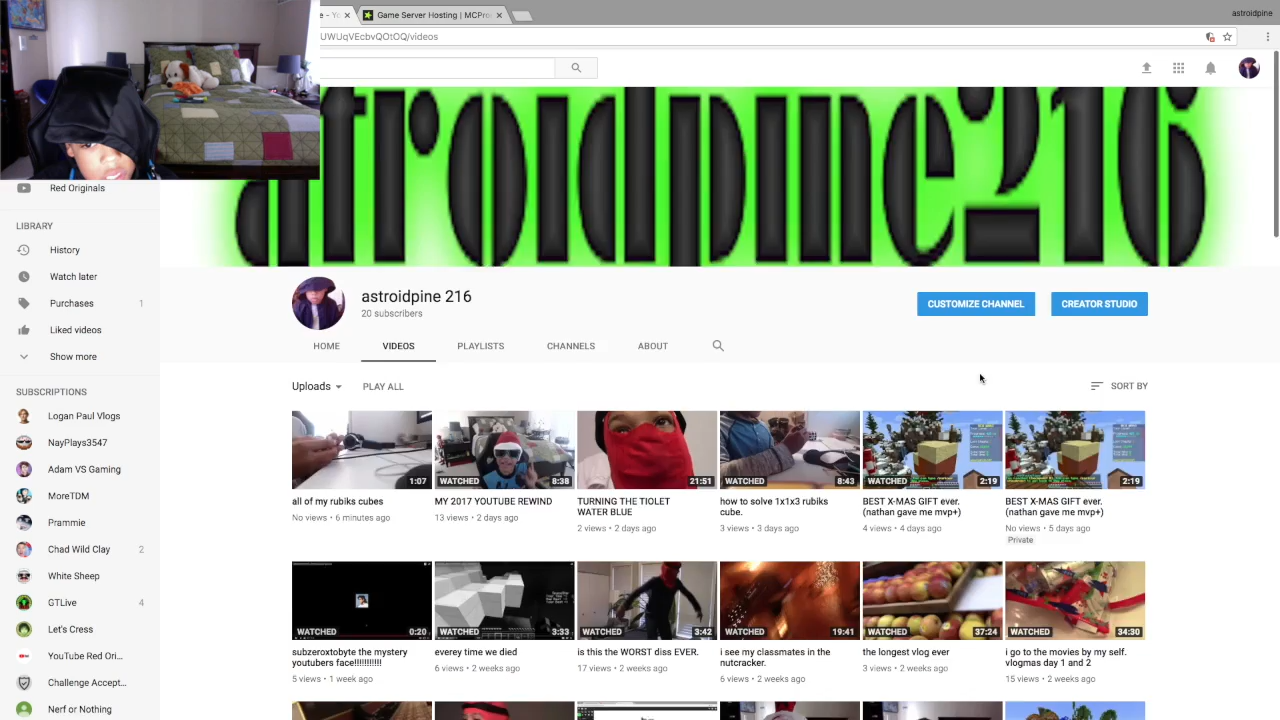 e - Yo
Game Server Hosting | MCPro
astroidpine
UWUqVEcbvQOtOQ/videos
astroidpine216
Red Originals
LIBRARY
History
Watch later
Purchases 1
Liked videos
Show more
SUBSCRIPTIONS
Logan Paul Vlogs
NayPlays3547
Adam VS Gaming
MoreTDM
Prammie
Chad Wild Clay 2
White Sheep
GTLive 4
Let's Cress
YouTube Red Ori...
Challenge Accept...
Nerf or Nothing
astroidpine 216
20 subscribers
CUSTOMIZE CHANNEL
CREATOR STUDIO
HOME VIDEOS PLAYLISTS CHANNELS ABOUT
Uploads PLAY ALL SORT BY
1:07
all of my rubiks cubes
No views • 6 minutes ago
WATCHED 8:38
MY 2017 YOUTUBE REWIND
13 views • 2 days ago
21:51
TURNING THE TIOLET
WATER BLUE
2 views • 2 days ago
WATCHED 8:43
how to solve 1x1x3 rubiks
cube.
3 views • 3 days ago
WATCHED 2:19
BEST X-MAS GIFT ever.
(nathan gave me mvp+)
4 views • 4 days ago
WATCHED 2:19
BEST X-MAS GIFT ever.
(nathan gave me mvp+)
No views • 5 days ago
Private
WATCHED 0:20
subzeroxtobyte the mystery
youtubers face!!!!!!!!!!!
5 views • 1 week ago
WATCHED 3:33
everey time we died
6 views • 2 weeks ago
WATCHED 3:42
is this the WORST diss EVER.
17 views • 2 weeks ago
WATCHED 19:41
i see my classmates in the
nutcracker.
6 views • 2 weeks ago
WATCHED 37:24
the longest vlog ever
3 views • 2 weeks ago
WATCHED 34:30
i go to the movies by my self.
vlogmas day 1 and 2
15 views • 2 weeks ago